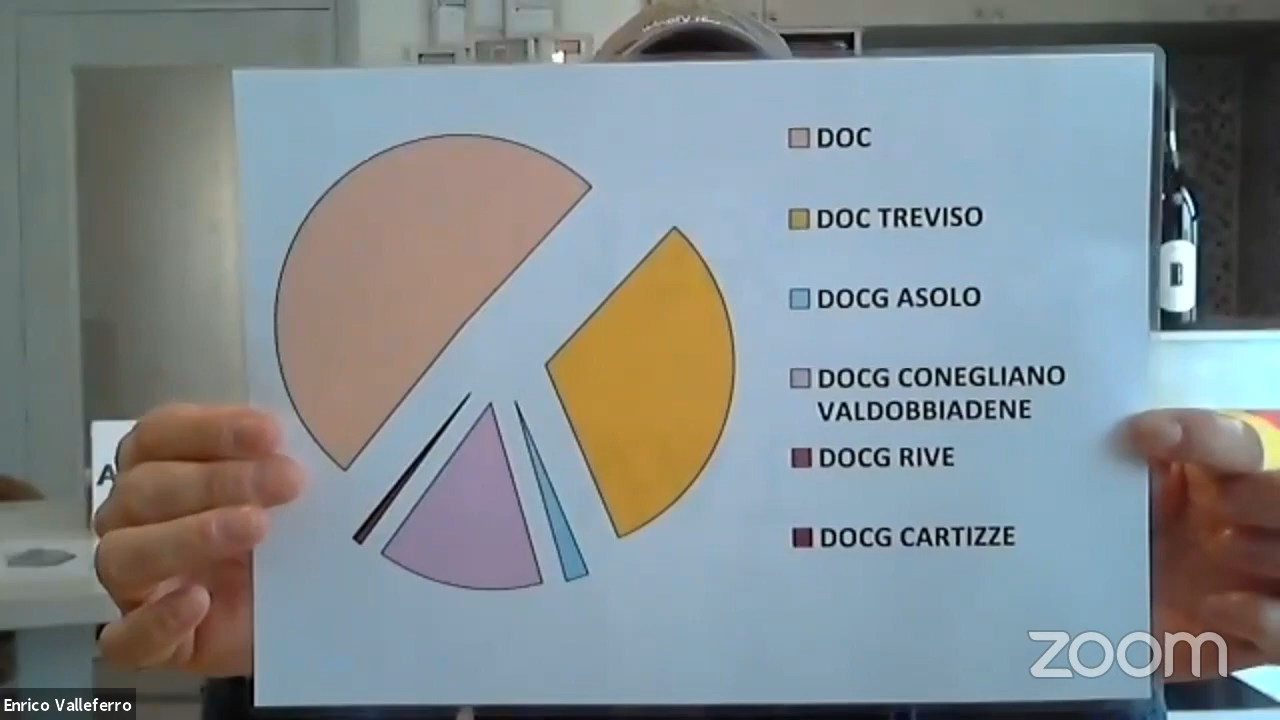 DOC
DOC TREVISO
DOCG ASOLO
DOCG CONEGLIANO
VALDOBBIADENE
DOCG RIVE
DOCG CARTIZZE
A
zoom
Enrico Valleferro